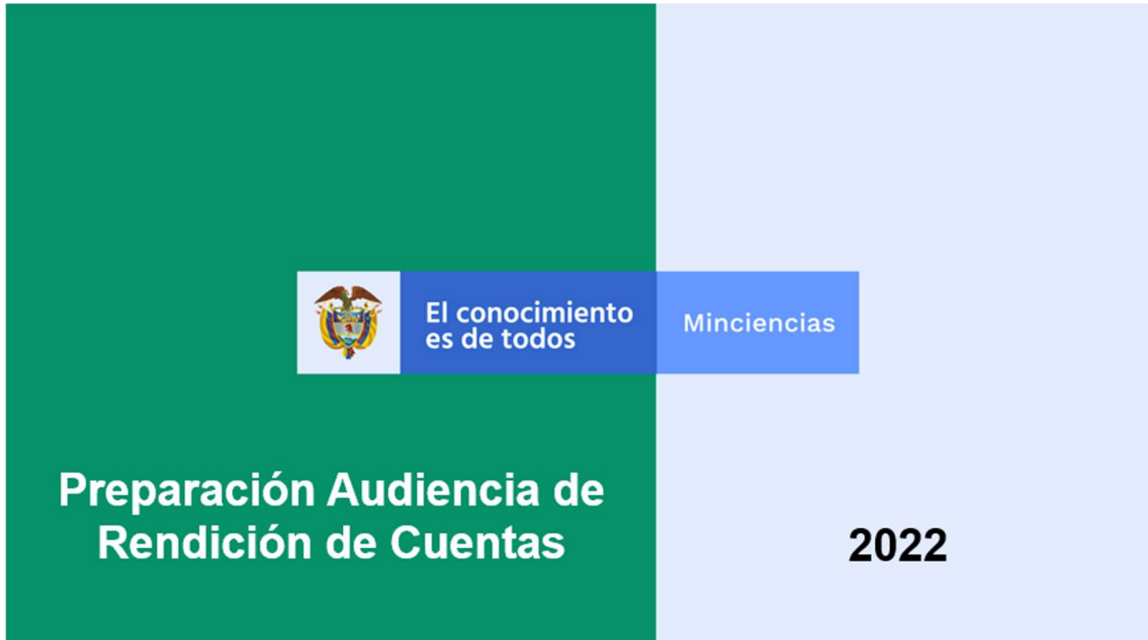 El conocimiento
es de todos
Minciencias
Preparación Audiencia de
Rendición de Cuentas
2022